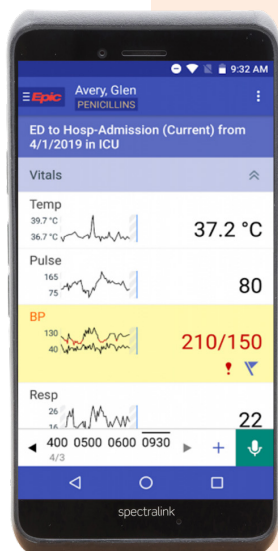 9:32 AM
Epic
Avery, Glen
PENICILLINS
ED to Hosp-Admission (Current) from
4/1/2019 in ICU
Vitals
Temp
39.7 °C
36.7 °C
37.2 °C
Pulse
165
75
80
BP
130
40
210/150
Resp
26
16
22
400 0500 0600 0930
4/3
spectralink